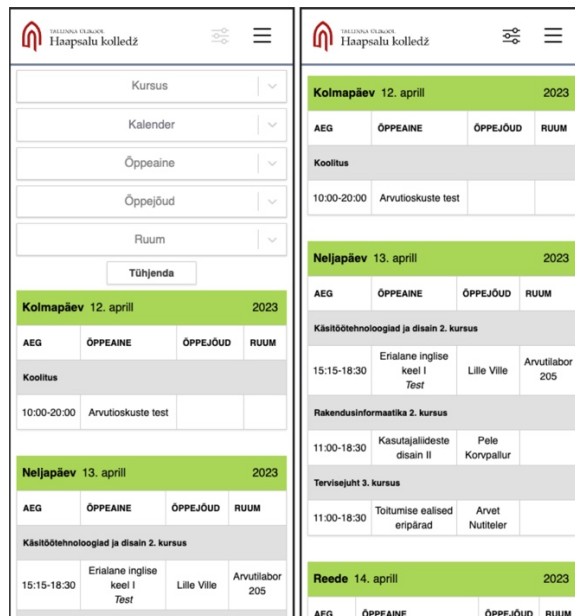 TALLINNA ÜLIKOOL
Haapsalu kolledž
Kursus
Kalender
Õppeaine
Õppejõud
Ruum
Tühjenda
Kolmapäev 12. aprill 2023
AEG ÕPPEAINE ÕPPEJÕUD RUUM
Koolitus
10:00-20:00 Arvutioskuste test
Neljapäev 13. aprill 2023
AEG ÕPPEAINE ÕPPEJÕUD RUUM
Käsitöötehnoloogiad ja disain 2. kursus
15:15-18:30 Erialane inglise keel I Lille Ville Arvutilabor 205
Test
TALLINNA ÜLIKOOL
Haapsalu kolledž
Kolmapäev 12. aprill 2023
AEG ÕPPEAINE ÕPPEJÕUD RUUM
Koolitus
10:00-20:00 Arvutioskuste test
Neljapäev 13. aprill 2023
AEG ÕPPEAINE ÕPPEJÕUD RUUM
Käsitöötehnoloogiad ja disain 2. kursus
15:15-18:30 Erialane inglise keel I Lille Ville Arvutilabor 205
Test
Rakendusinformaatika 2. kursus
11:00-18:30 Kasutajaliideste disain II Pele Korvpallur
Tervisejuht 3. kursus
11:00-18:30 Toitumise ealised eripärad Arvet Nutiteler
Reede 14. aprill 2023
AEG ÕPPEAINE ÕPPEJÕUD RUUM